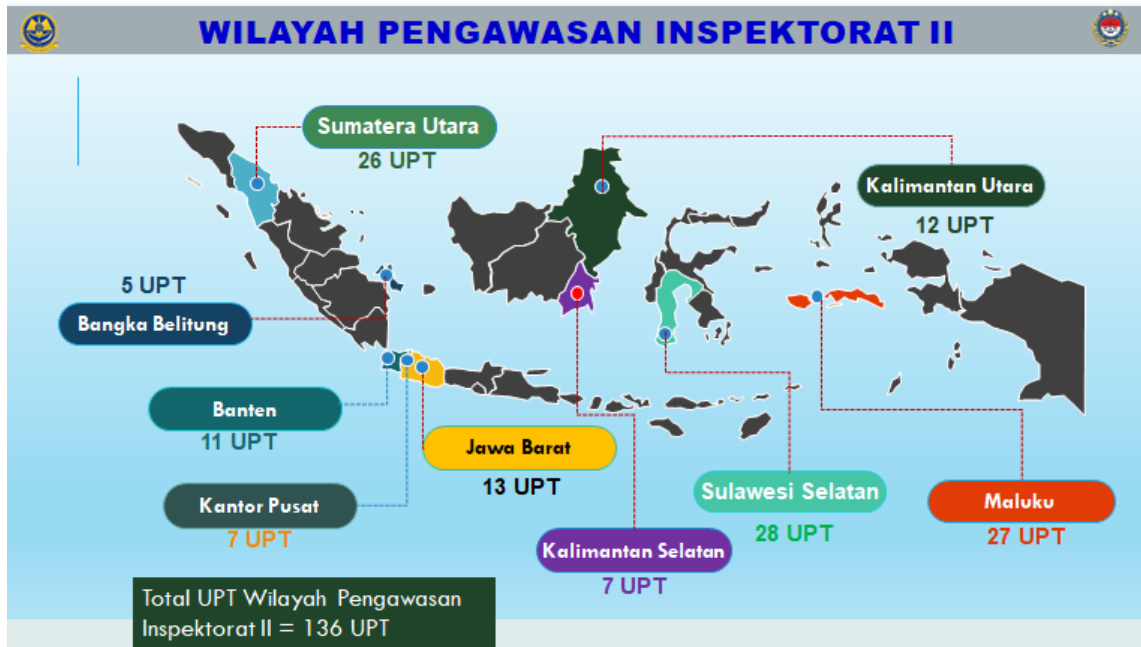 WILAYAH PENGAWASAN INSPEKTORAT II
Sumatera Utara
26 UPT
Kalimantan Utara
12 UPT
5 UPT
Bangka Belitung
Banten
11 UPT
Jawa Barat
13 UPT
Kantor Pusat
7 UPT
Sulawesi Selatan
28 UPT
Maluku
27 UPT
Kalimantan Selatan
7 UPT
Total UPT Wilayah Pengawasan
Inspektorat II = 136 UPT